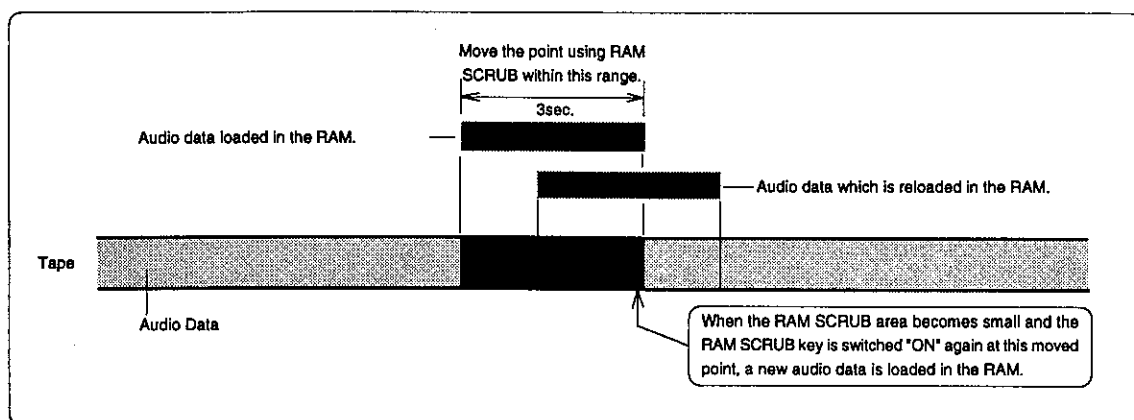 Move the point using RAM
SCRUB within this range.
3sec.
Audio data loaded in the RAM.
Audio data which is reloaded in the RAM.
Tape
Audio Data
When the RAM SCRUB area becomes small and the
RAM SCRUB key is switched "ON" again at this moved
point, a new audio data is loaded in the RAM.